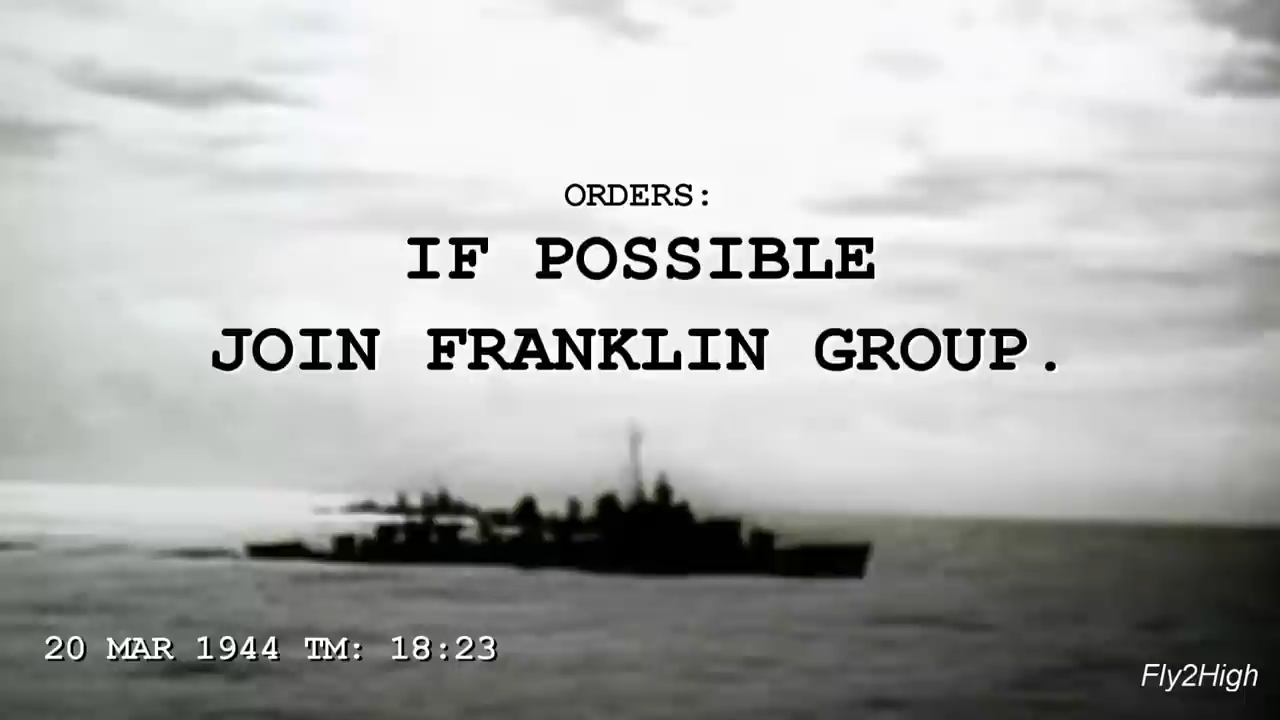 ORDERS:
IF POSSIBLE
JOIN FRANKLIN GROUP.
20 MAR 1944 TM: 18:23
Fly2High